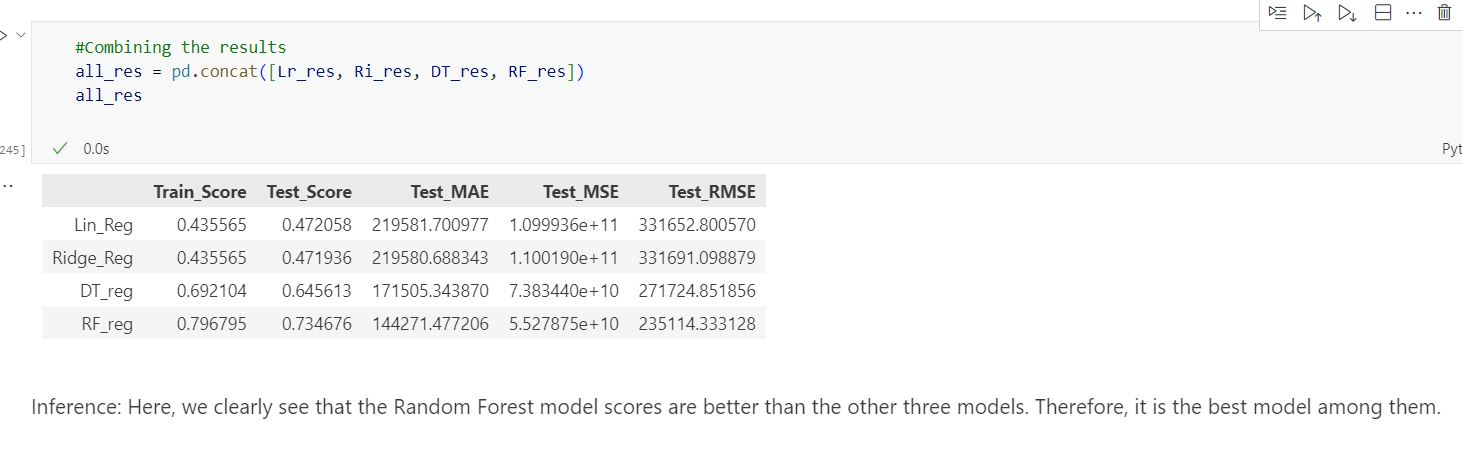 #Combining the results
all_res = pd.concat([Lr_res, Ri_res, DT_res, RF_res])
all_res
245] 0.0s Pyt
Train_Score Test_Score Test_MAE Test_MSE Test_RMSE
Lin_Reg 0.435565 0.472058 219581.700977 1.099936e+11 331652.800570
Ridge_Reg 0.435565 0.471936 219580.688343 1.100190e+11 331691.098879
DT_reg 0.692104 0.645613 171505.343870 7.383440e+10 271724.851856
RF_reg 0.796795 0.734676 144271.477206 5.527875e+10 235114.333128
Inference: Here, we clearly see that the Random Forest model scores are better than the other three models. Therefore, it is the best model among them.